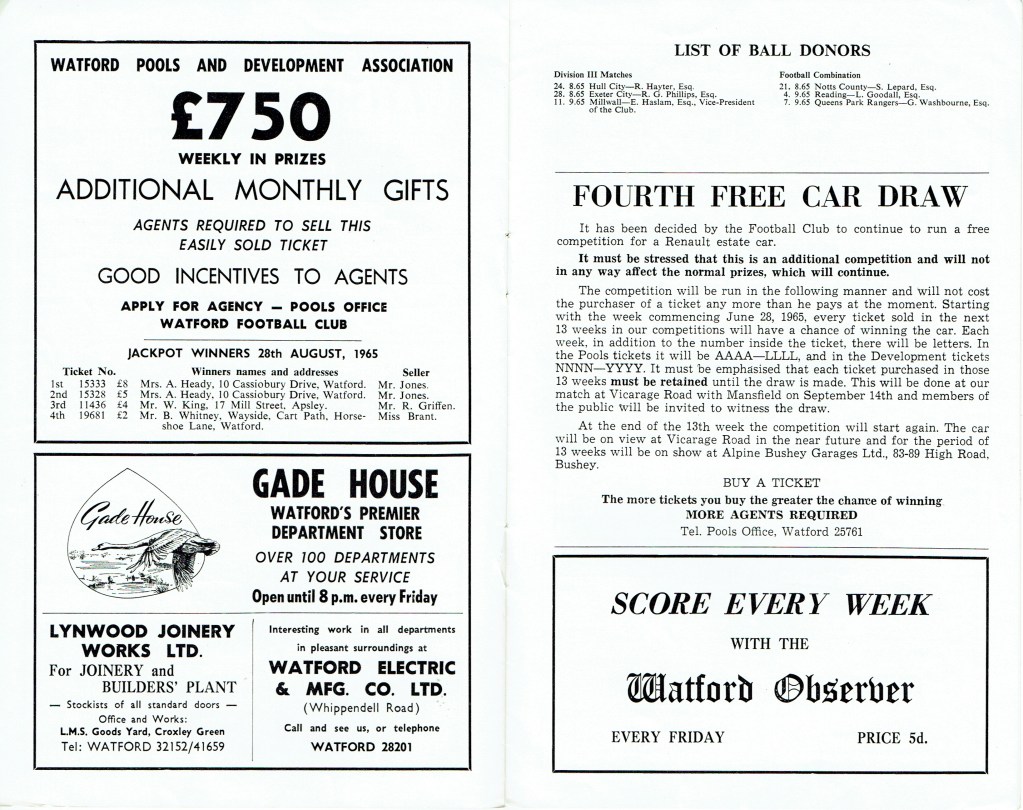 WATFORD POOLS AND DEVELOPMENT ASSOCIATION
£750
WEEKLY IN PRIZES
ADDITIONAL MONTHLY GIFTS
AGENTS REQUIRED TO SELL THIS
EASILY SOLD TICKET
GOOD INCENTIVES TO AGENTS
APPLY FOR AGENCY — POOLS OFFICE
WATFORD FOOTBALL CLUB
JACKPOT WINNERS 28th AUGUST, 1965
Ticket No. Winners names and addresses Seller
1st 15333 £8 Mrs. A. Heady, 10 Cassiobury Drive, Watford. Mr. Jones.
2nd 15328 £5 Mrs. A. Heady, 10 Cassiobury Drive, Watford. Mr. Jones.
3rd 11436 £4 Mr. W. King, 17 Mill Street, Apsley. Mr. R. Griffen.
4th 19681 £2 Mr. B. Whitney, Wayside, Cart Path, Horse- Miss Brant.
shoe Lane, Watford.
Gade House
GADE HOUSE
WATFORD'S PREMIER
DEPARTMENT STORE
OVER 100 DEPARTMENTS
AT YOUR SERVICE
Open until 8 p.m. every Friday
LYNWOOD JOINERY
WORKS LTD.
For JOINERY and
BUILDERS' PLANT
— Stockists of all standard doors —
Office and Works:
L.M.S. Goods Yard, Croxley Green
Tel: WATFORD 32152/41659
Interesting work in all departments
in pleasant surroundings at
WATFORD ELECTRIC
& MFG. CO. LTD.
(Whippendell Road)
Call and see us, or telephone
WATFORD 28201
LIST OF BALL DONORS
Division III Matches
24. 8.65 Hull City—R. Hayter, Esq.
28. 8.65 Exeter City—R. G. Phillips, Esq.
11. 9.65 Millwall—E. Haslam, Esq., Vice-President
of the Club.
Football Combination
21. 8.65 Notts County—S. Lepard, Esq.
4. 9.65 Reading—L. Goodall, Esq.
7. 9.65 Queens Park Rangers—G. Washbourne, Esq.
FOURTH FREE CAR DRAW
It has been decided by the Football Club to continue to run a free
competition for a Renault estate car.
It must be stressed that this is an additional competition and will not
in any way affect the normal prizes, which will continue.
The competition will be run in the following manner and will not cost
the purchaser of a ticket any more than he pays at the moment. Starting
with the week commencing June 28, 1965, every ticket sold in the next
13 weeks in our competitions will have a chance of winning the car. Each
week, in addition to the number inside the ticket, there will be letters. In
the Pools tickets it will be AAAA—LLLL, and in the Development tickets
NNNN—YYYY. It must be emphasised that each ticket purchased in those
13 weeks must be retained until the draw is made. This will be done at our
match at Vicarage Road with Mansfield on September 14th and members of
the public will be invited to witness the draw.
At the end of the 13th week the competition will start again. The car
will be on view at Vicarage Road in the near future and for the period of
13 weeks will be on show at Alpine Bushey Garages Ltd., 83-89 High Road,
Bushey.
BUY A TICKET
The more tickets you buy the greater the chance of winning
MORE AGENTS REQUIRED
Tel. Pools Office, Watford 25761
SCORE EVERY WEEK
WITH THE
Watford Observer
EVERY FRIDAY PRICE 5d.